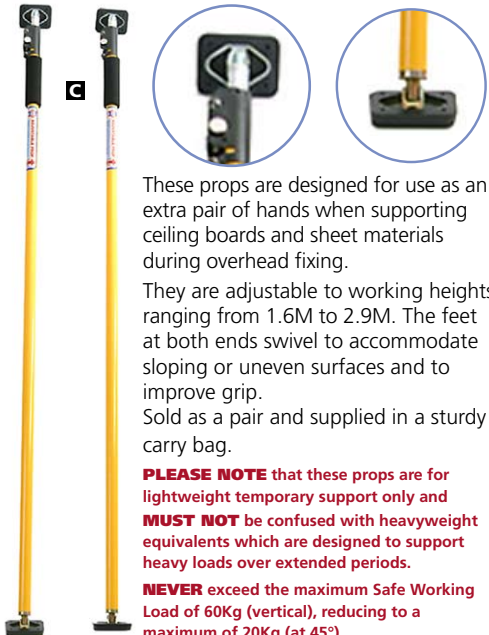 C
These props are designed for use as an
extra pair of hands when supporting
ceiling boards and sheet materials
during overhead fixing.
They are adjustable to working heights
ranging from 1.6M to 2.9M. The feet
at both ends swivel to accommodate
sloping or uneven surfaces and to
improve grip.
Sold as a pair and supplied in a sturdy
carry bag.
PLEASE NOTE that these props are for
lightweight temporary support only and
MUST NOT be confused with heavyweight
equivalents which are designed to support
heavy loads over extended periods.
NEVER exceed the maximum Safe Working
Load of 60Kg (vertical), reducing to a
maximum of 20Kg (at 45°)